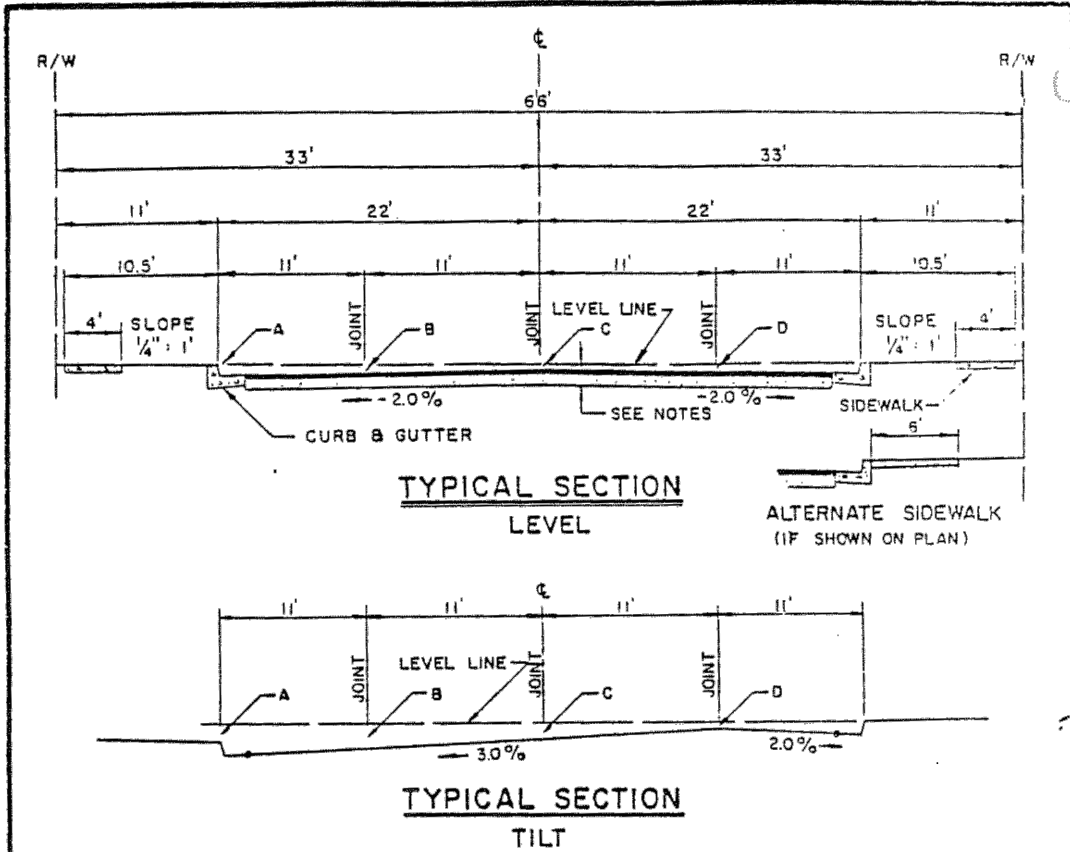 ℄
R/W R/W
66'
33' 33'
11' 22' 22' 11'
10.5' 11' 11' 11' 11' 10.5'
4' SLOPE JOINT JOINT LEVEL LINE JOINT SLOPE 4'
1/4" : 1' A B C D 1/4" : 1'
-2.0% -2.0%
SEE NOTES SIDEWALK
CURB & GUTTER 6'
TYPICAL SECTION
LEVEL
ALTERNATE SIDEWALK
(IF SHOWN ON PLAN)
℄
11' 11' 11' 11'
JOINT LEVEL LINE JOINT JOINT
A B C D
3.0% 2.0%
TYPICAL SECTION
TILT